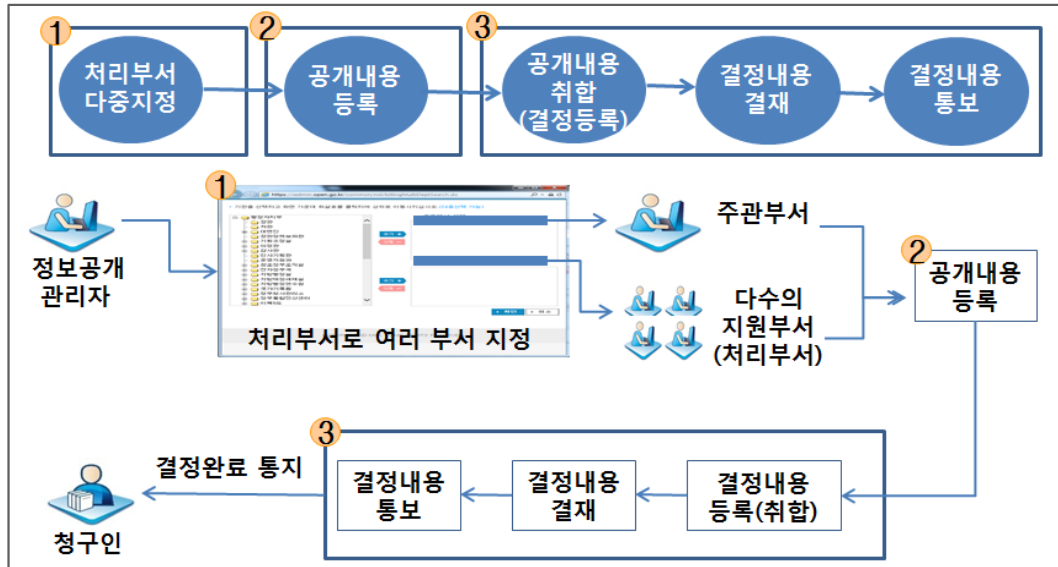 1
2
3
처리부서
다중지정
공개내용
등록
공개내용
취합
(결정등록)
결정내용
결재
결정내용
통보
1
정보공개
관리자
처리부서로 여러 부서 지정
주관부서
다수의
지원부서
(처리부서)
2
공개내용
등록
3
결정완료 통지
청구인
결정내용
통보
결정내용
결재
결정내용
등록(취합)